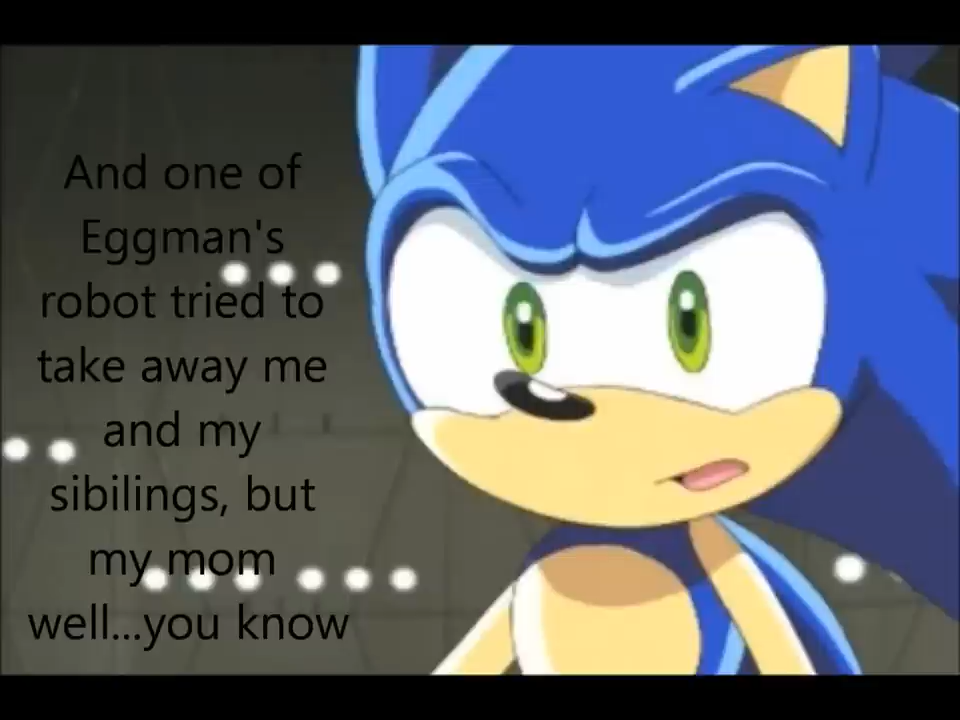 And one of
Eggman's
robot tried to
take away me
and my
sibilings, but
my mom
well...you know